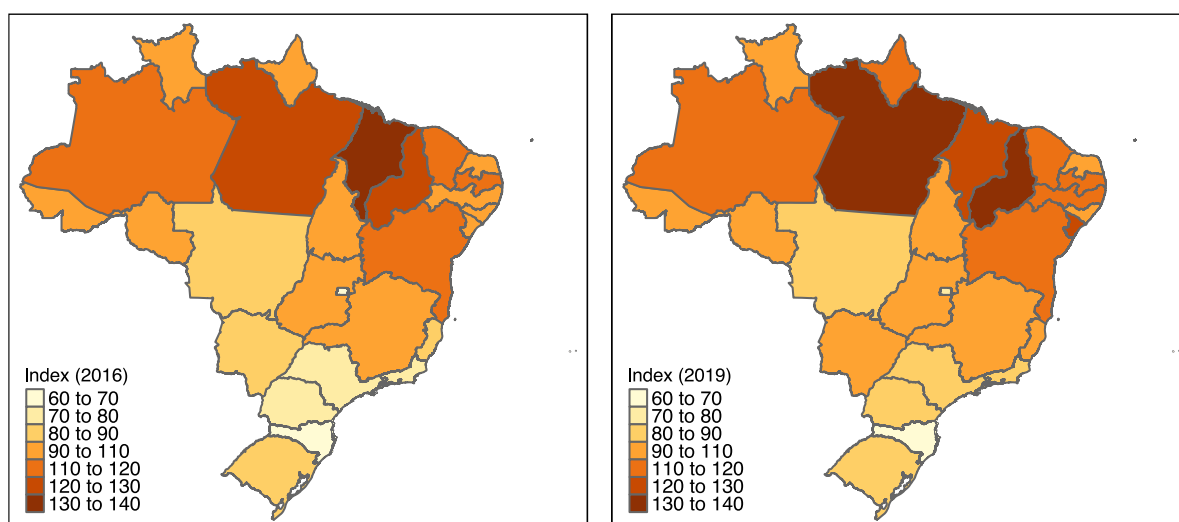 Index (2016)
60 to 70
70 to 80
80 to 90
90 to 110
110 to 120
120 to 130
130 to 140
Index (2019)
60 to 70
70 to 80
80 to 90
90 to 110
110 to 120
120 to 130
130 to 140